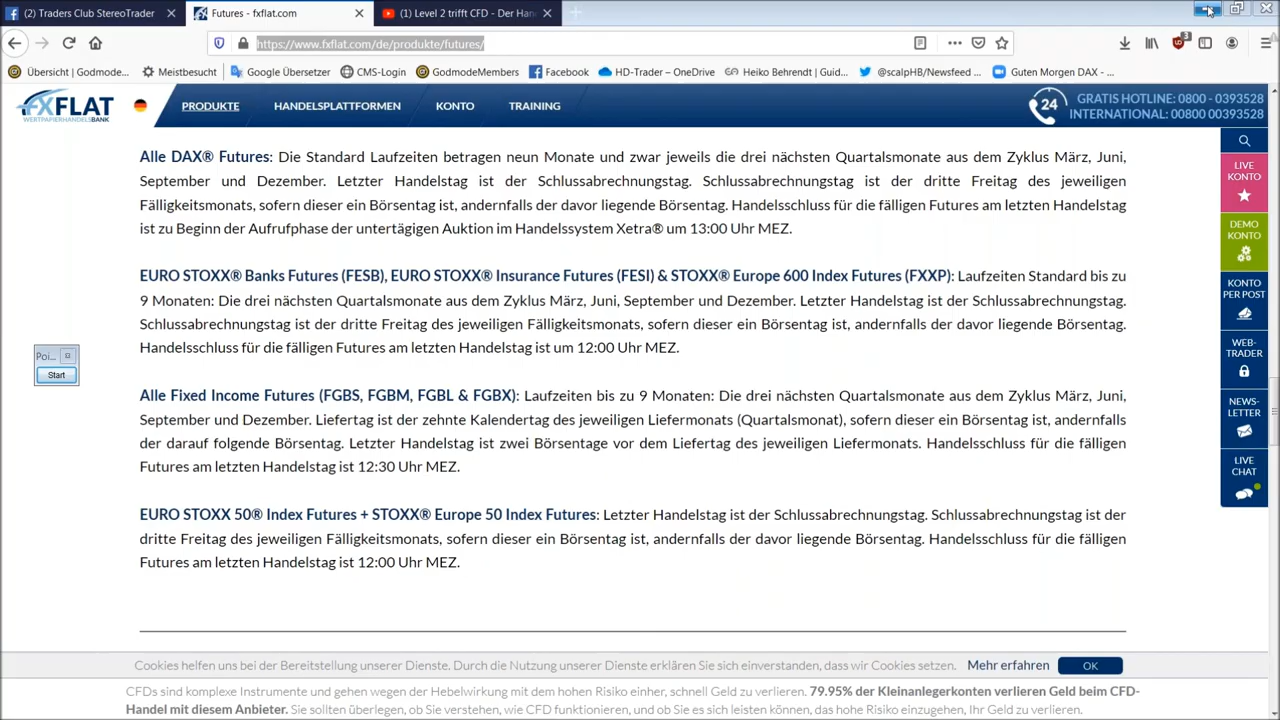 (2) Traders Club StereoTrader
Futures - fxflat.com
(1) Level 2 trifft CFD - Der Han
https://www.fxflat.com/de/produkte/futures/
3
Übersicht | Godmode...
Meistbesucht
Google Übersetzer
CMS-Login
GodmodeMembers
Facebook
HD-Trader – OneDrive
Heiko Behrendt | Guid...
@scalpHB/Newsfeed ...
Guten Morgen DAX - ...
FXFLAT
WERTPAPIERHANDELSBANK
PRODUKTE
HANDELSPLATTFORMEN
KONTO
TRAINING
24
GRATIS HOTLINE: 0800 - 0393528
INTERNATIONAL: 00800 00393528
Alle DAX® Futures: Die Standard Laufzeiten betragen neun Monate und zwar jeweils die drei nächsten Quartalsmonate aus dem Zyklus März, Juni,
September und Dezember. Letzter Handelstag ist der Schlussabrechnungstag. Schlussabrechnungstag ist der dritte Freitag des jeweiligen
Fälligkeitsmonats, sofern dieser ein Börsentag ist, andernfalls der davor liegende Börsentag. Handelsschluss für die fälligen Futures am letzten Handelstag
ist zu Beginn der Aufrufphase der untertägigen Auktion im Handelssystem Xetra® um 13:00 Uhr MEZ.
EURO STOXX® Banks Futures (FESB), EURO STOXX® Insurance Futures (FESI) & STOXX® Europe 600 Index Futures (FXXP): Laufzeiten Standard bis zu
9 Monaten: Die drei nächsten Quartalsmonate aus dem Zyklus März, Juni, September und Dezember. Letzter Handelstag ist der Schlussabrechnungstag.
Schlussabrechnungstag ist der dritte Freitag des jeweiligen Fälligkeitsmonats, sofern dieser ein Börsentag ist, andernfalls der davor liegende Börsentag.
Handelsschluss für die fälligen Futures am letzten Handelstag ist um 12:00 Uhr MEZ.
Alle Fixed Income Futures (FGBS, FGBM, FGBL & FGBX): Laufzeiten bis zu 9 Monaten: Die drei nächsten Quartalsmonate aus dem Zyklus März, Juni,
September und Dezember. Liefertag ist der zehnte Kalendertag des jeweiligen Liefermonats (Quartalsmonat), sofern dieser ein Börsentag ist, andernfalls
der darauf folgende Börsentag. Letzter Handelstag ist zwei Börsentage vor dem Liefertag des jeweiligen Liefermonats. Handelsschluss für die fälligen
Futures am letzten Handelstag ist 12:30 Uhr MEZ.
EURO STOXX 50® Index Futures + STOXX® Europe 50 Index Futures: Letzter Handelstag ist der Schlussabrechnungstag. Schlussabrechnungstag ist der
dritte Freitag des jeweiligen Fälligkeitsmonats, sofern dieser ein Börsentag ist, andernfalls der davor liegende Börsentag. Handelsschluss für die fälligen
Futures am letzten Handelstag ist 12:00 Uhr MEZ.
Poi...
Start
LIVE
KONTO
DEMO
KONTO
KONTO
PER POST
WEB-
TRADER
NEWS-
LETTER
LIVE
CHAT
Cookies helfen uns bei der Bereitstellung unserer Dienste. Durch die Nutzung unserer Dienste erklären Sie sich einverstanden, dass wir Cookies setzen. Mehr erfahren OK
CFDs sind komplexe Instrumente und gehen wegen der Hebelwirkung mit dem hohen Risiko einher, schnell Geld zu verlieren. 79.95% der Kleinanlegerkonten verlieren Geld beim CFD-
Handel mit diesem Anbieter. Sie sollten überlegen, ob Sie verstehen, wie CFD funktionieren, und ob Sie es sich leisten können, das hohe Risiko einzugehen, Ihr Geld zu verlieren.